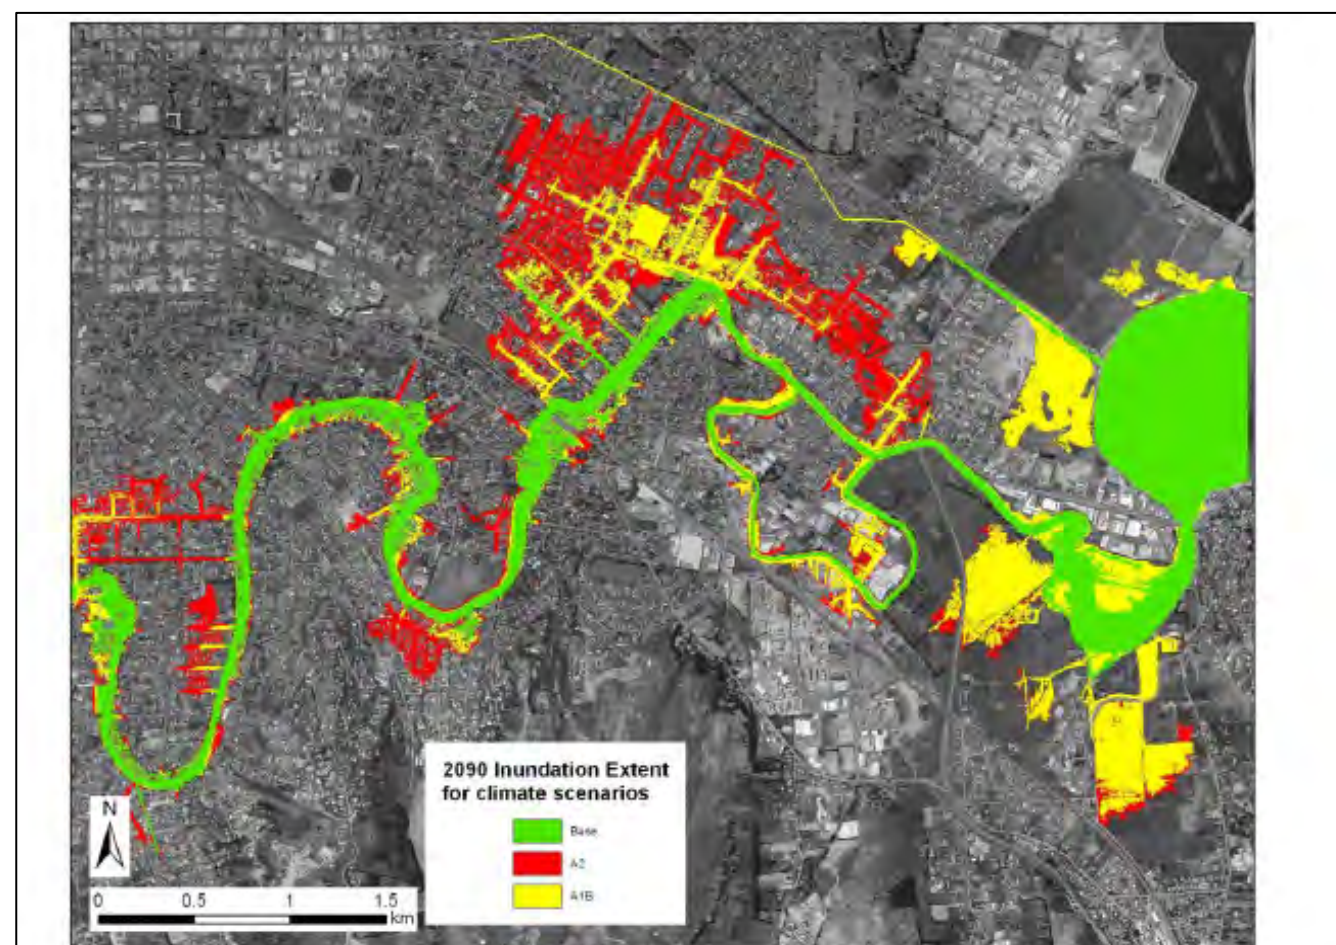 2090 Inundation Extent
for climate scenarios
Base
A2
A1B
N
0 0.5 1 1.5
km